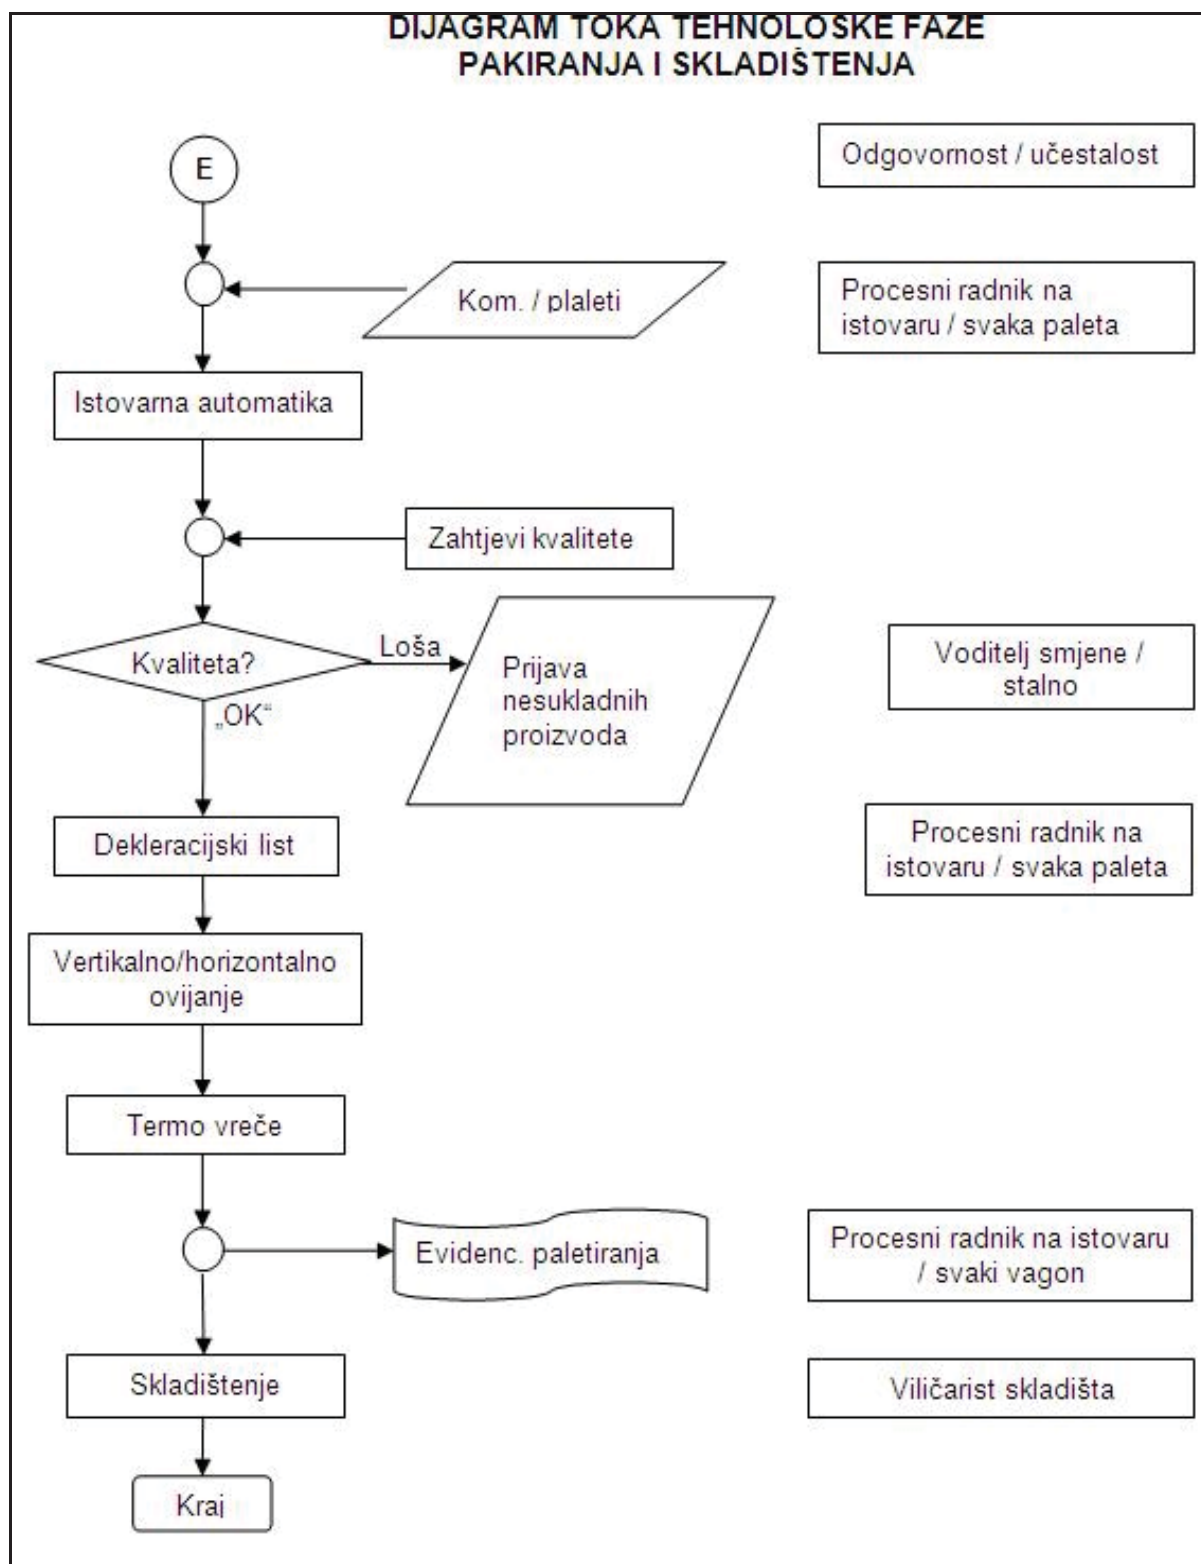 DIJAGRAM TOKA TEHNOLOŠKE FAZE
PAKIRANJA I SKLADIŠTENJA
E
Odgovornost / učestalost
Kom. / plaleti
Procesni radnik na
istovaru / svaka paleta
Istovarna automatika
Zahtjevi kvalitete
Kvaliteta?
Loša
„OK“
Prijava
nesukladnih
proizvoda
Voditelj smjene /
stalno
Dekleracijski list
Procesni radnik na
istovaru / svaka paleta
Vertikalno/horizontalno
ovijanje
Termo vreče
Evidenc. paletiranja
Procesni radnik na istovaru
/ svaki vagon
Skladištenje
Viličarist skladišta
Kraj